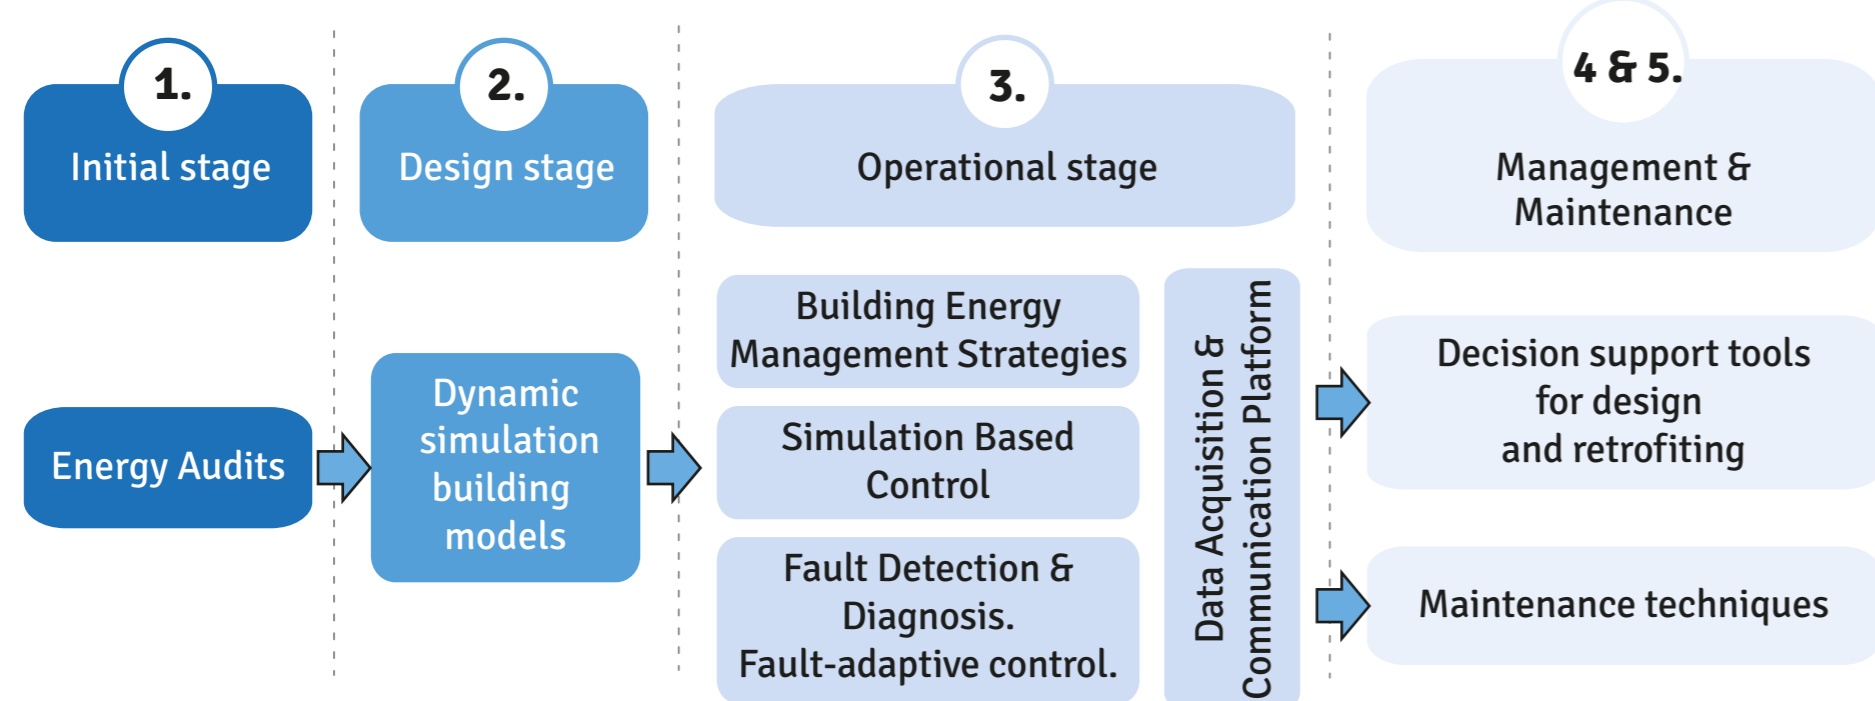 1.
Initial stage
2.
Design stage
3.
Operational stage
4 & 5.
Management &
Maintenance
Energy Audits
Dynamic
simulation
building
models
Building Energy
Management Strategies
Simulation Based
Control
Fault Detection &
Diagnosis.
Fault-adaptive control.
Data Acquisition &
Communication Platform
Decision support tools
for design
and retrofiting
Maintenance techniques